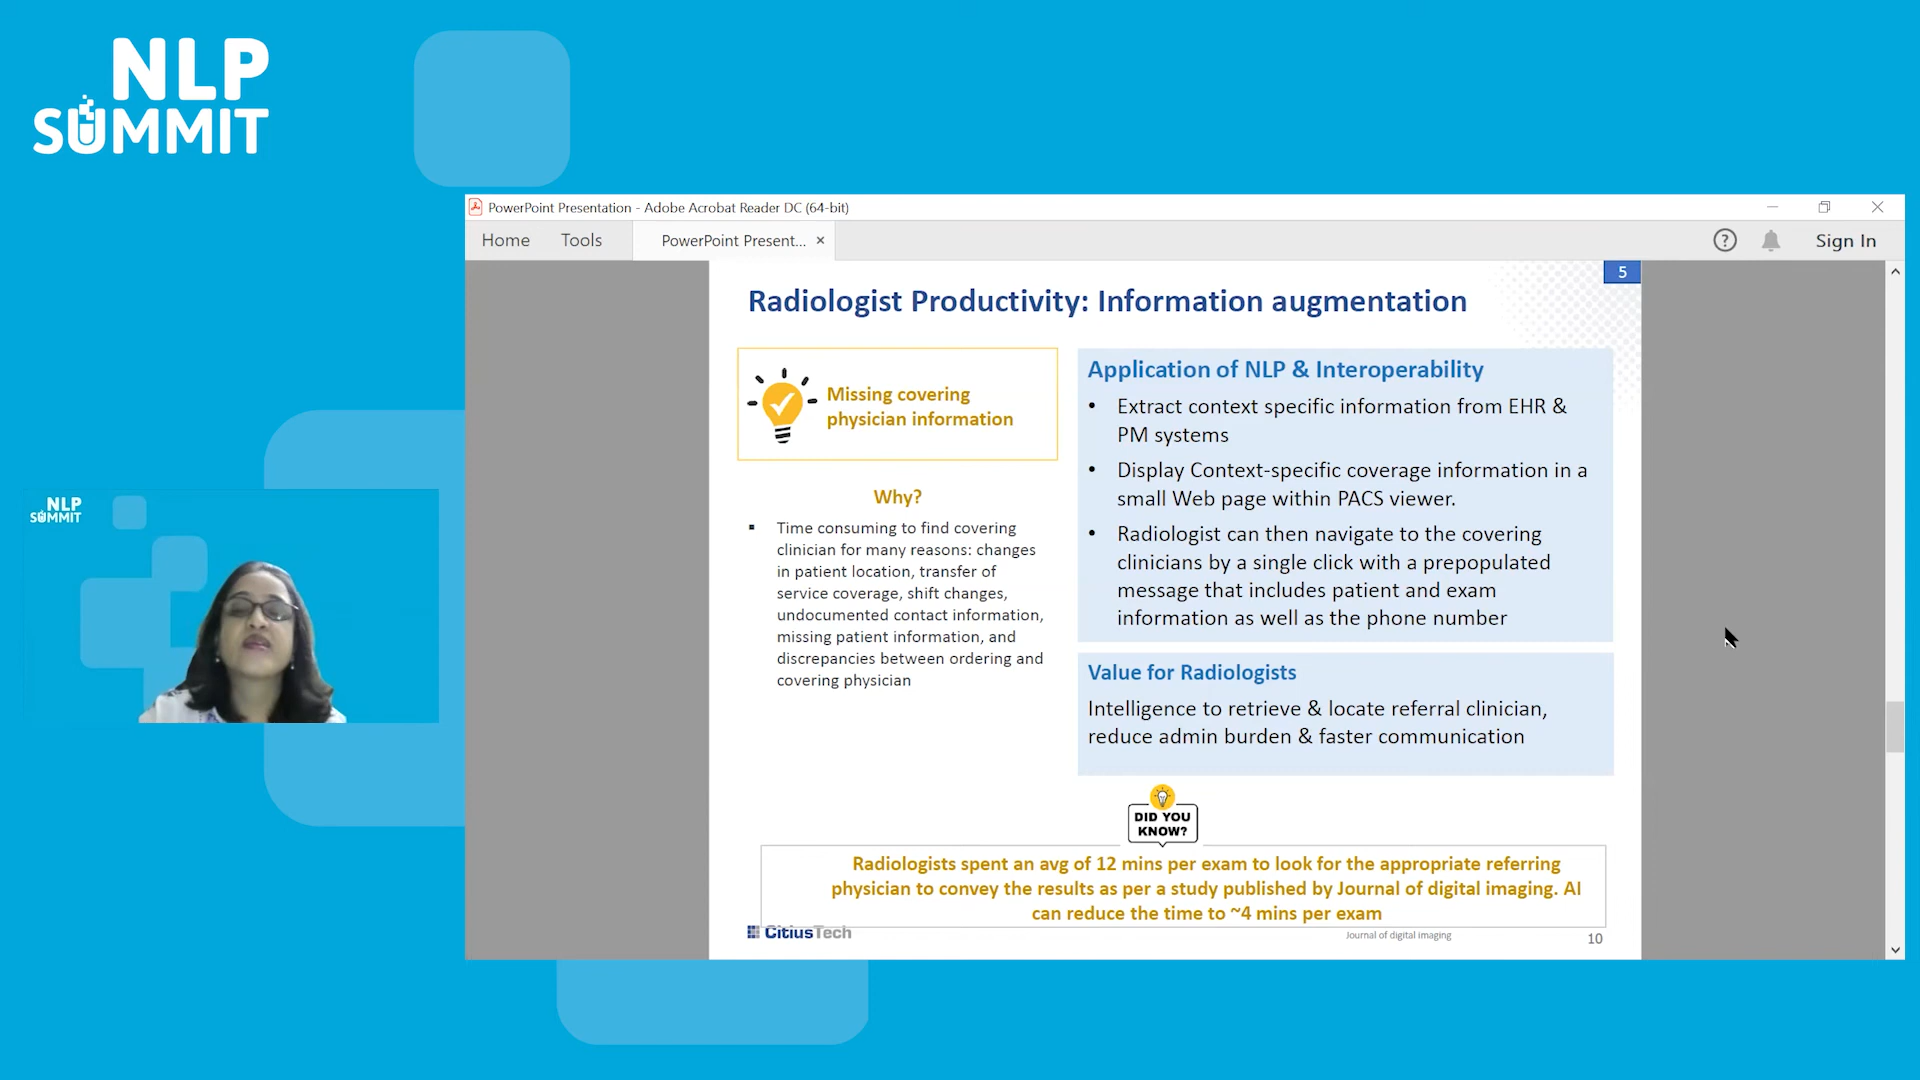 NLP
SUMMIT
PowerPoint Presentation - Adobe Acrobat Reader DC (64-bit)
Home
Tools
PowerPoint Present...
Sign In
5
Radiologist Productivity: Information augmentation
Missing covering
physician information
Why?
Time consuming to find covering
clinician for many reasons: changes
in patient location, transfer of
service coverage, shift changes,
undocumented contact information,
missing patient information, and
discrepancies between ordering and
covering physician
Application of NLP & Interoperability
• Extract context specific information from EHR &
PM systems
• Display Context-specific coverage information in a
small Web page within PACS viewer.
• Radiologist can then navigate to the covering
clinicians by a single click with a prepopulated
message that includes patient and exam
information as well as the phone number
Value for Radiologists
Intelligence to retrieve & locate referral clinician,
reduce admin burden & faster communication
DID YOU
KNOW?
Radiologists spent an avg of 12 mins per exam to look for the appropriate referring
physician to convey the results as per a study published by Journal of digital imaging. AI
can reduce the time to ~4 mins per exam
CitiusTech
Journal of digital imaging
10
NLP
SUMMIT